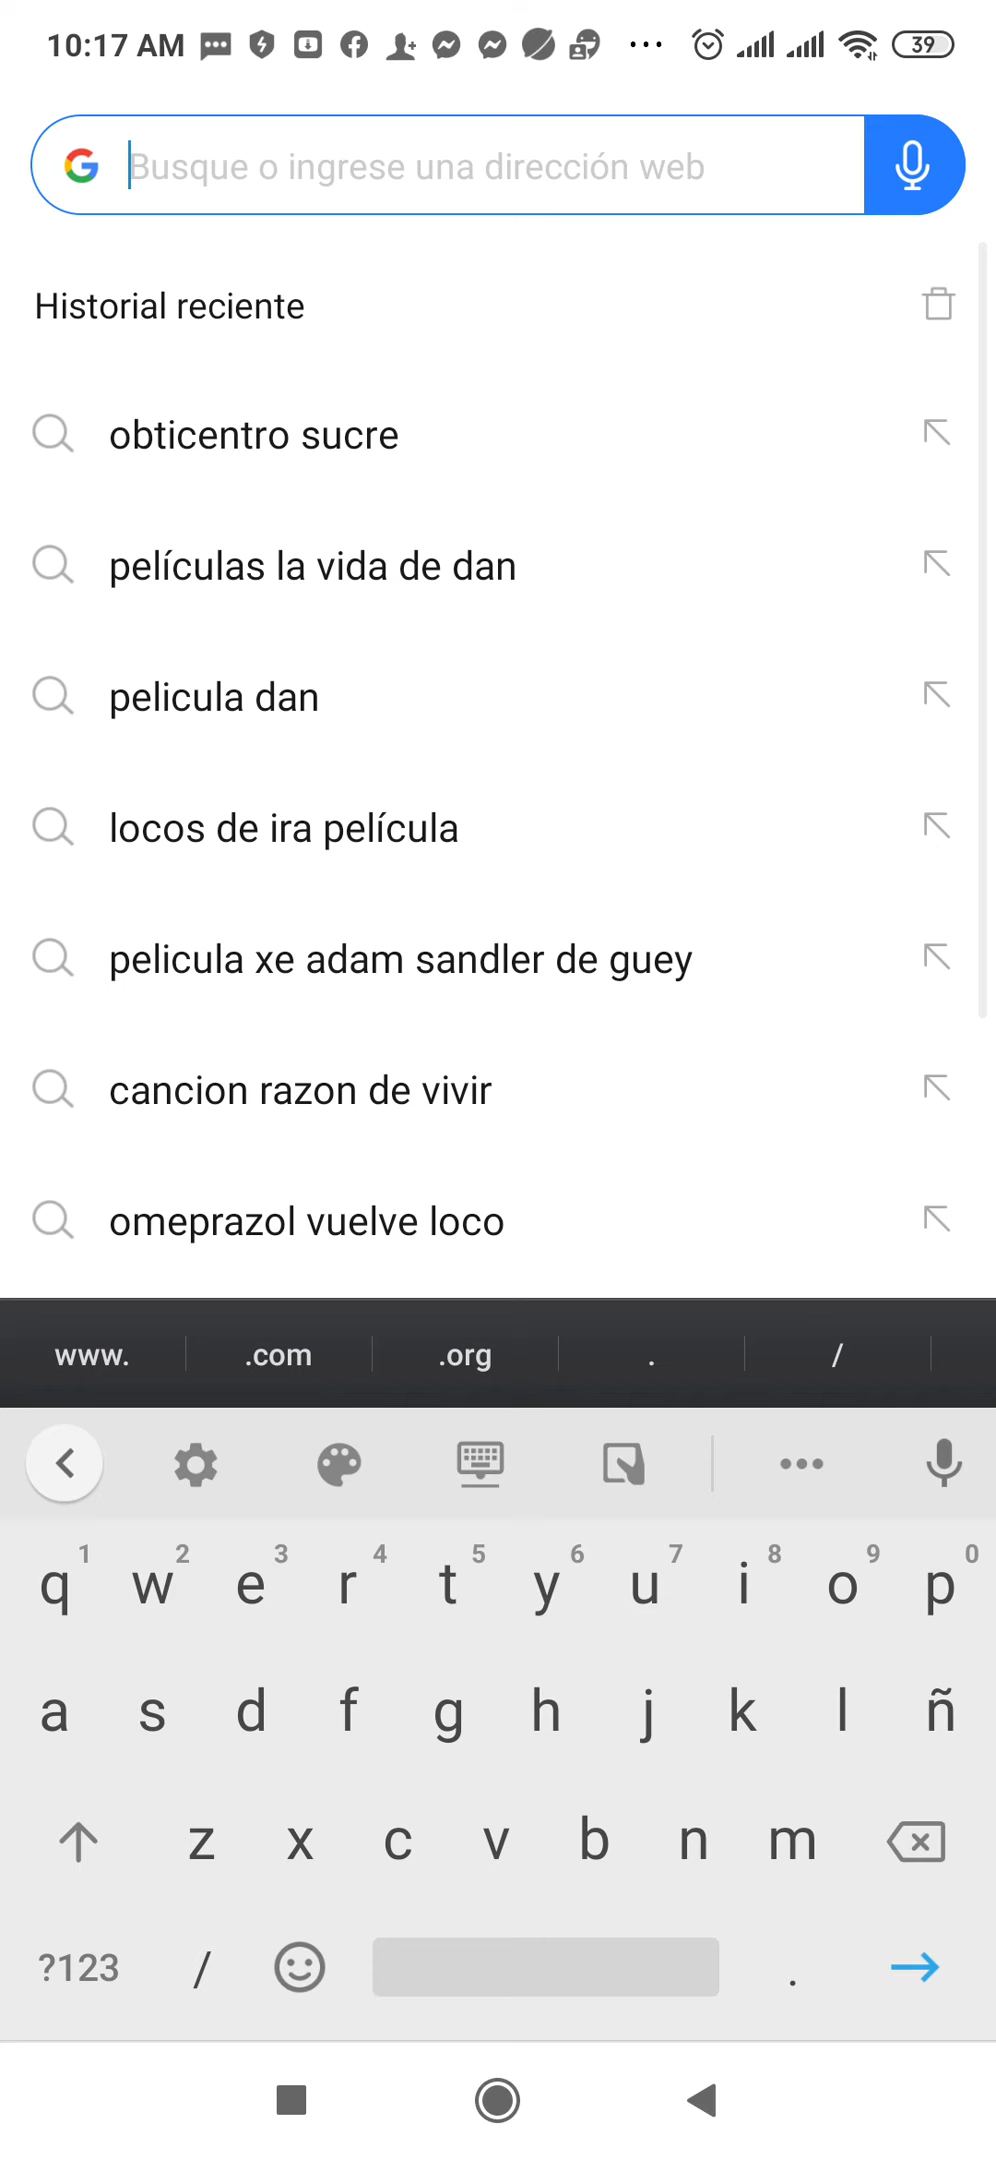 10:17 AM
39
Busque o ingrese una dirección web
Historial reciente
obticentro sucre
películas la vida de dan
pelicula dan
locos de ira película
pelicula xe adam sandler de guey
cancion razon de vivir
omeprazol vuelve loco
www. .com .org . /
1 2 3 4 5 6 7 8 9 0
q w e r t y u i o p
a s d f g h j k l ñ
z x c v b n m
?123 / .